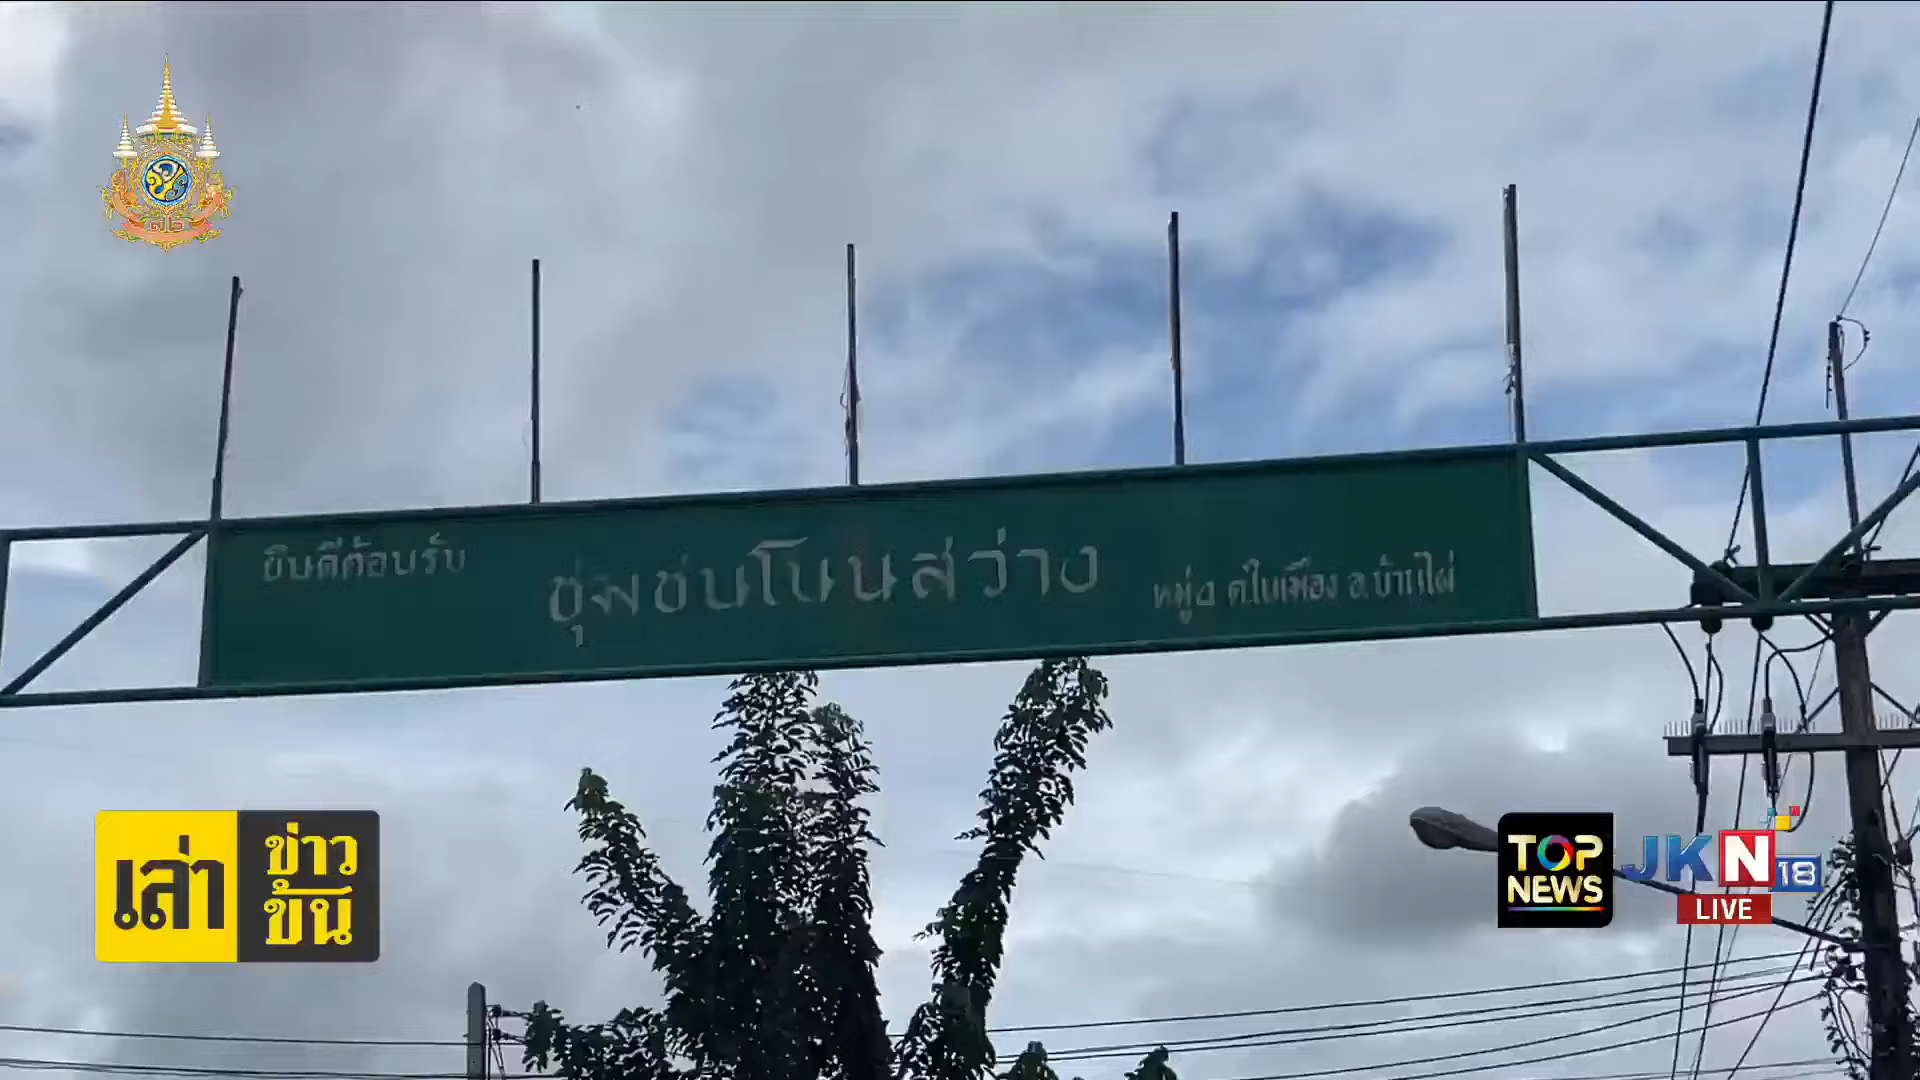 ยินดีต้อนรับ
ชุมชนโนนสว่าง
หมู่๔ ต.ในเมือง อ.บ้านไผ่
เล่า
ข่าว
ข้น
TOP
NEWS
JKN
18
LIVE